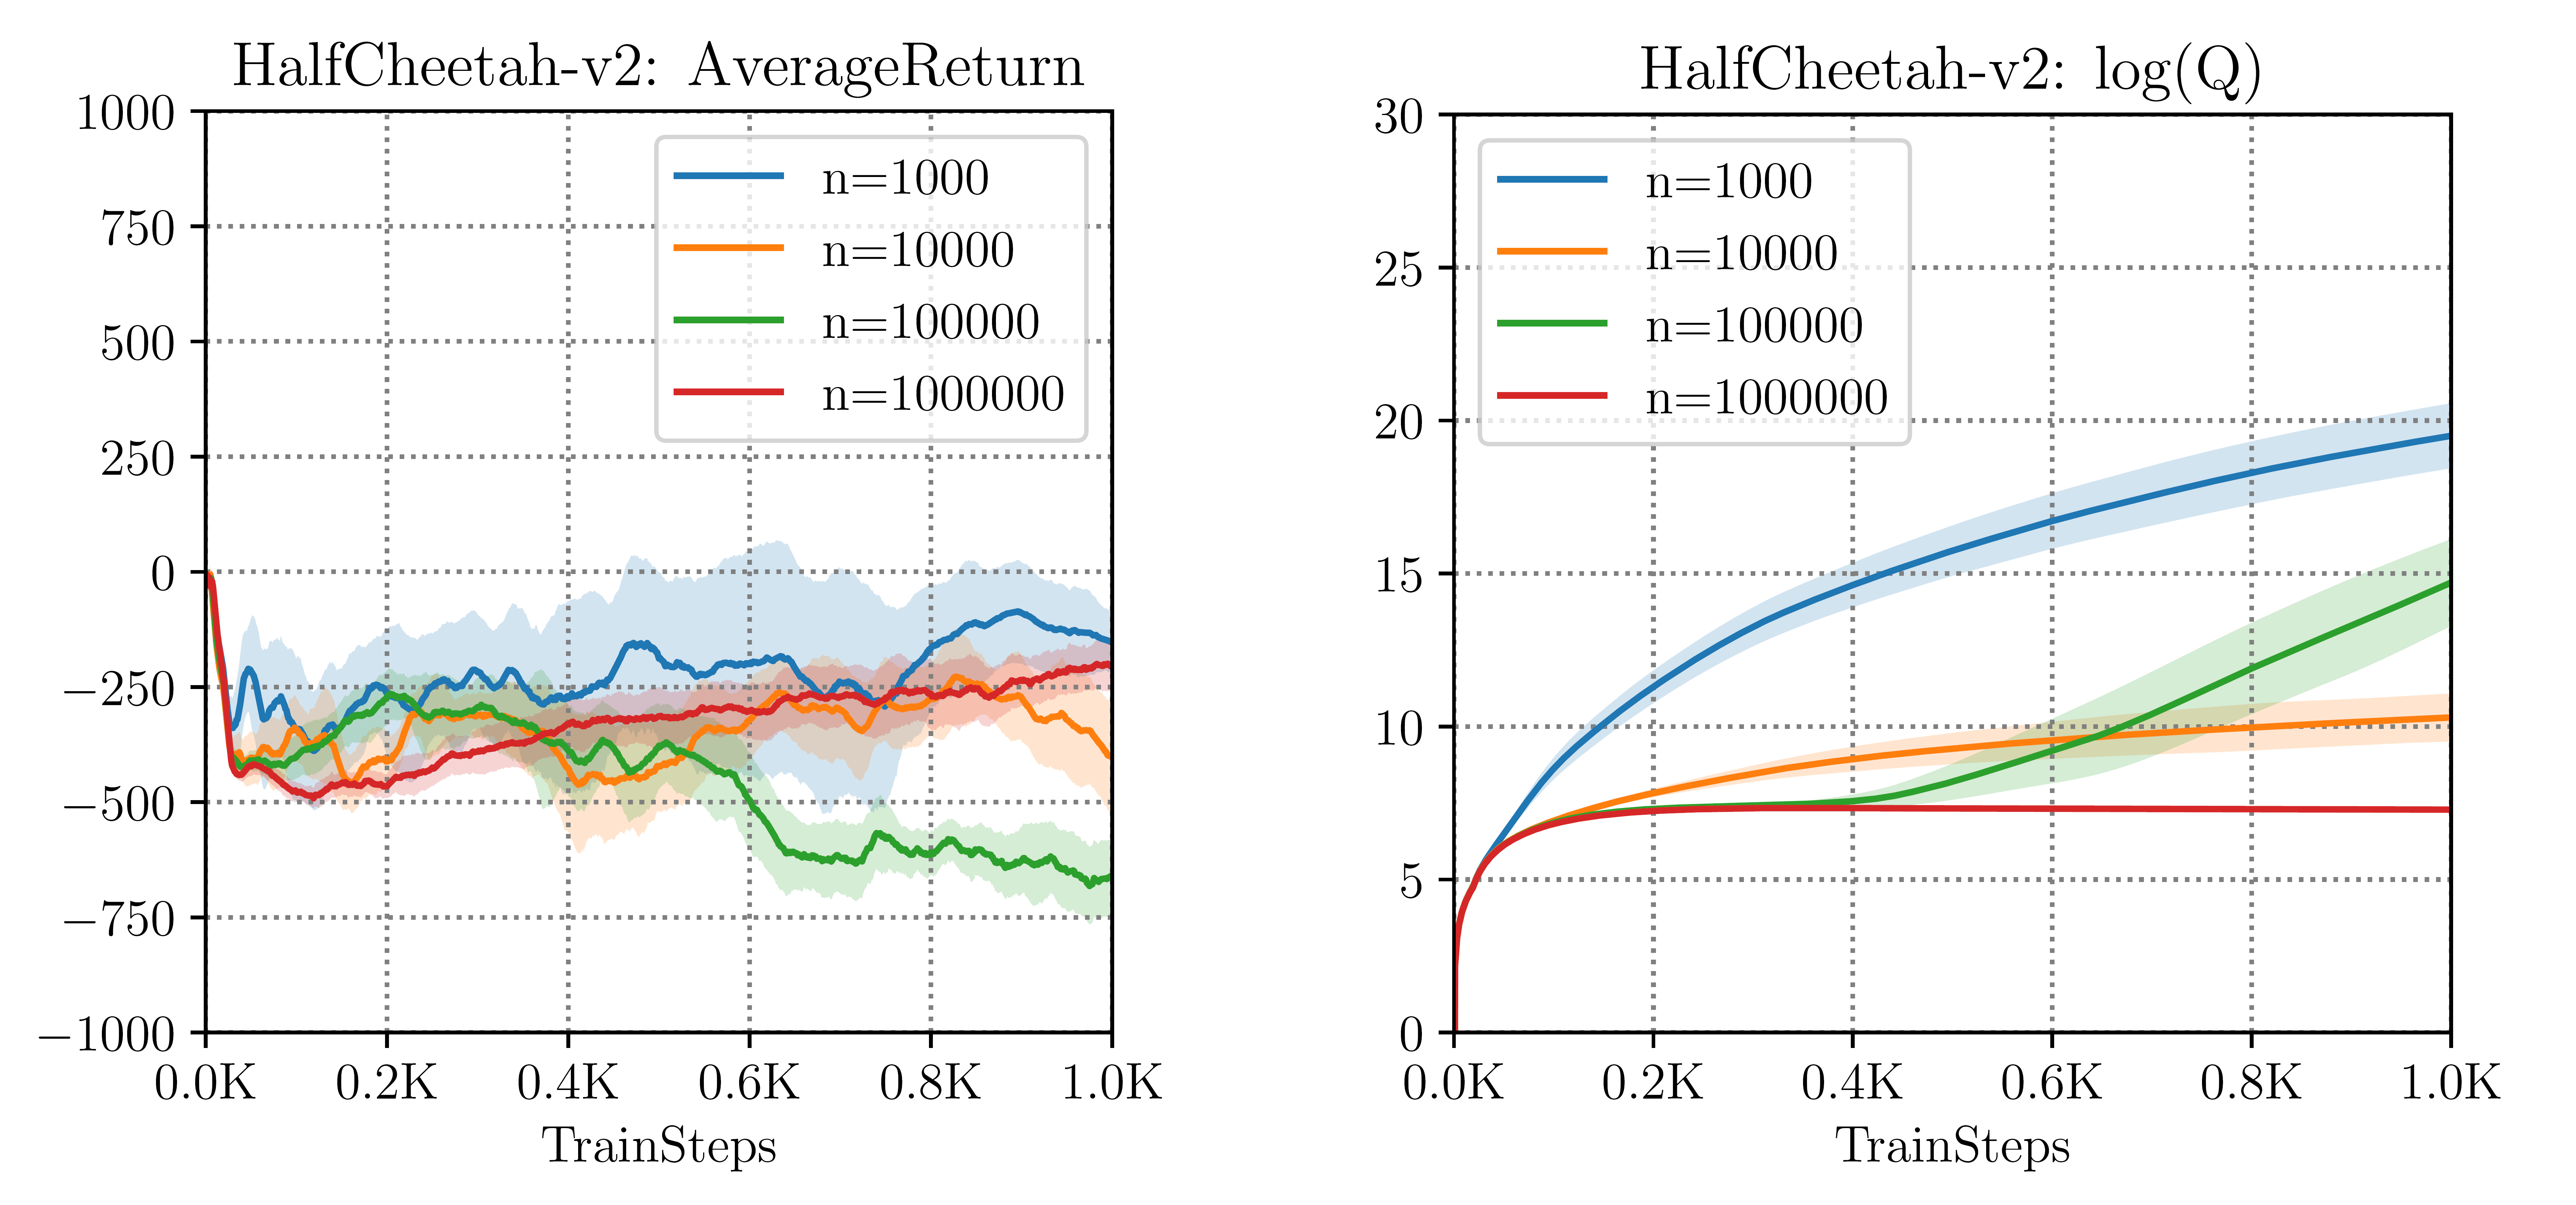 HalfCheetah-v2: AverageReturn
1000
750
500
250
0
−250
−500
−750
−1000
0.0K 0.2K 0.4K 0.6K 0.8K 1.0K
TrainSteps
n=1000
n=10000
n=100000
n=1000000
HalfCheetah-v2: log(Q)
30
25
20
15
10
5
0
0.0K 0.2K 0.4K 0.6K 0.8K 1.0K
TrainSteps
n=1000
n=10000
n=100000
n=1000000